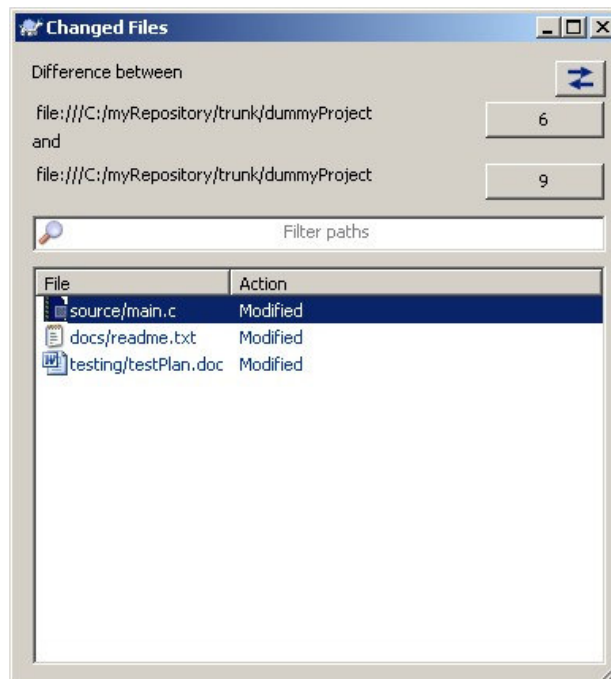 Changed Files
Difference between
file:///C:/myRepository/trunk/dummyProject
6
and
file:///C:/myRepository/trunk/dummyProject
9
Filter paths
File Action
source/main.c Modified
docs/readme.txt Modified
testing/testPlan.doc Modified